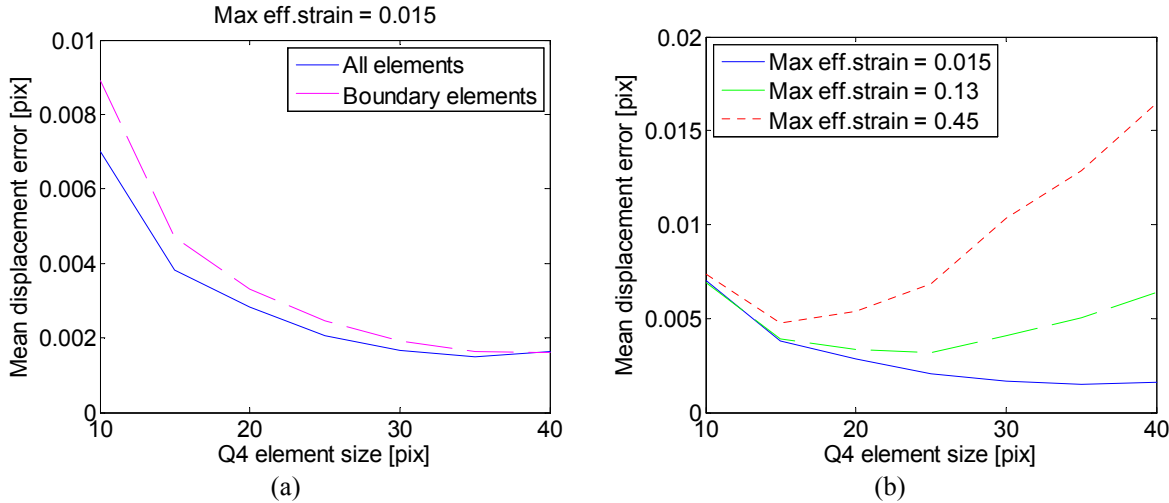 Max eff.strain = 0.015
0.01
0.008
0.006
0.004
0.002
0
10
20
30
40
Mean displacement error [pix]
Q4 element size [pix]
All elements
Boundary elements
(a)
0.02
0.015
0.01
0.005
0
10
20
30
40
Mean displacement error [pix]
Q4 element size [pix]
Max eff.strain = 0.015
Max eff.strain = 0.13
Max eff.strain = 0.45
(b)